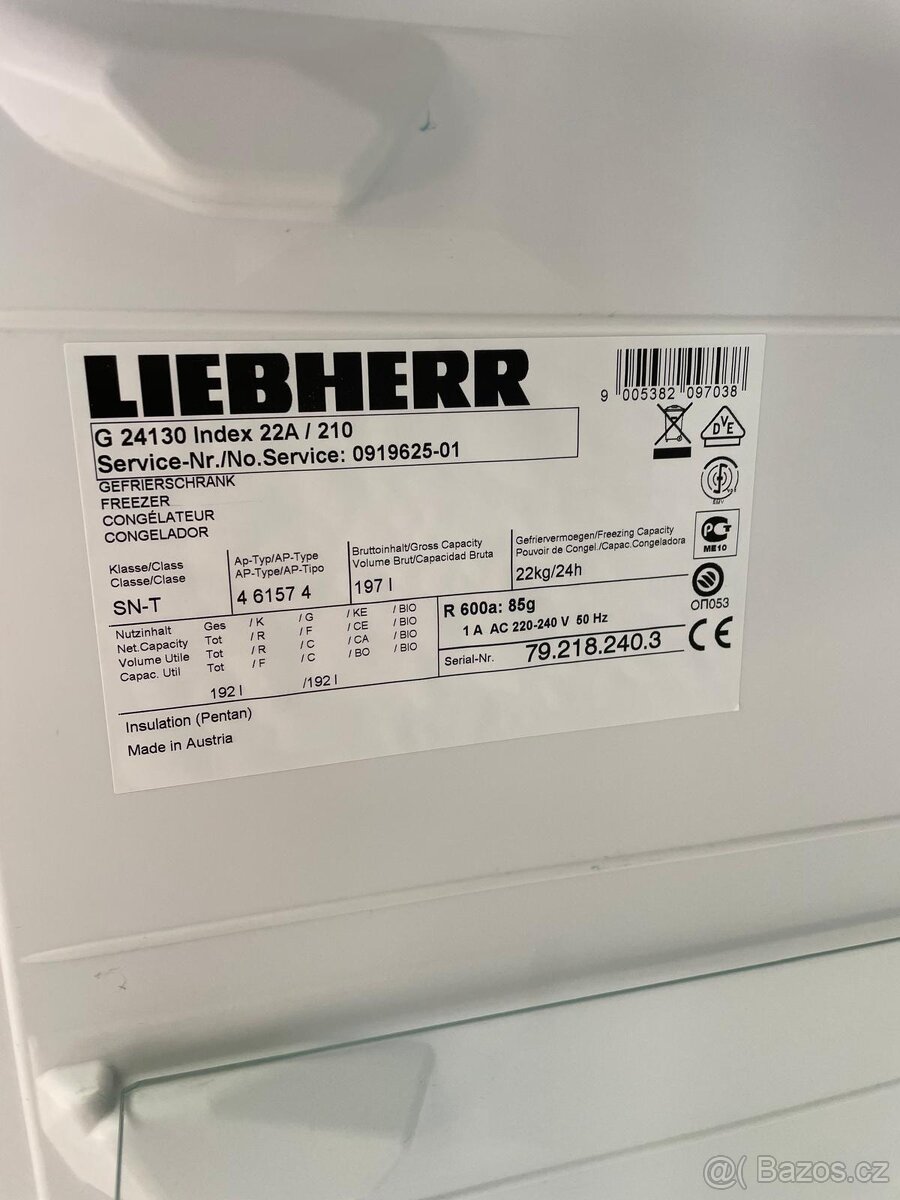 LIEBHERR
9 005382 097038
G 24130 Index 22A / 210
Service-Nr./No.Service: 0919625-01
GEFRIERSCHRANK
FREEZER
CONGÉLATEUR
CONGELADOR
DVE
Klasse/Class
Classe/Clase
SN-T
Ap-Typ/AP-Type
AP-Type/AP-Tipo
4 6157 4
Bruttoinhalt/Gross Capacity
Volume Brut/Capacidad Bruta
197 l
Gefriervermoegen/Freezing Capacity
Pouvoir de Congel./Capac.Congeladora
22kg/24h
ME10
ОП053
CE
Nutzinhalt Ges / K / G / KE / BIO
Net.Capacity Tot / R / F / CE / BIO
Volume Utile Tot / R / C / CA / BIO
Capac. Util Tot / F / C / BO / BIO
192 l /192 l
R 600a: 85g
1 A AC 220-240 V 50 Hz
Serial-Nr. 79.218.240.3
Insulation (Pentan)
Made in Austria
@( Bazos.cz